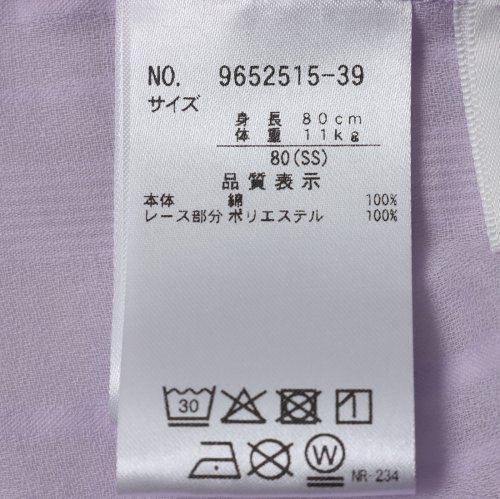 NO. 9652515-39
サイズ
身長 80cm
体重 11kg
80(SS)
品質表示
本体 綿 100%
レース部分 ポリエステル 100%
30
1
W
NR-234